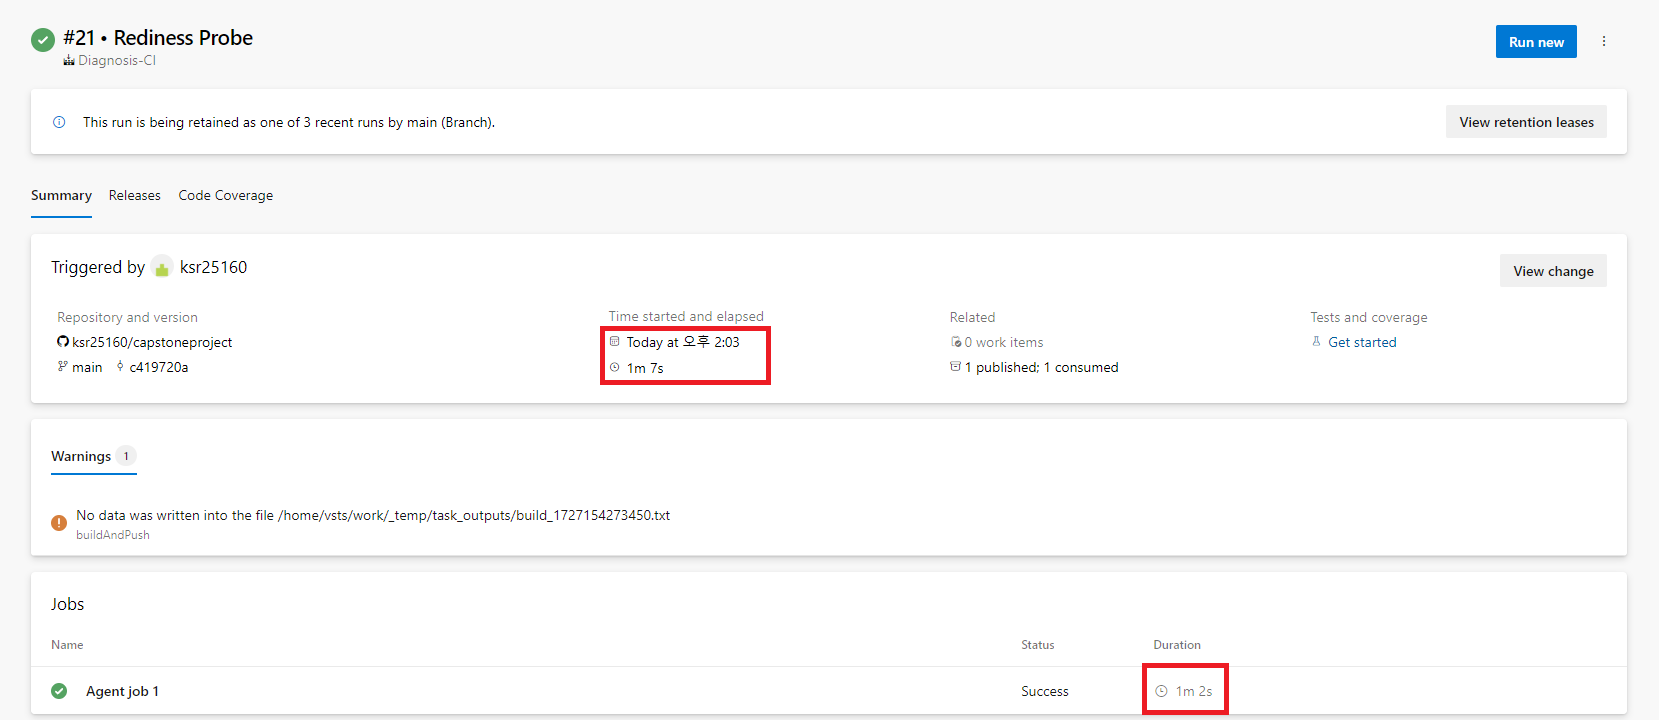 #21 • Rediness Probe
Run new
Diagnosis-CI
This run is being retained as one of 3 recent runs by main (Branch).
View retention leases
Summary Releases Code Coverage
Triggered by ksr25160
View change
Repository and version
ksr25160/capstoneproject
main c419720a
Time started and elapsed
Today at 오후 2:03
1m 7s
Related
0 work items
1 published; 1 consumed
Tests and coverage
Get started
Warnings 1
No data was written into the file /home/vsts/work/_temp/task_outputs/build_1727154273450.txt
buildAndPush
Jobs
Name Status Duration
Agent job 1 Success 1m 2s